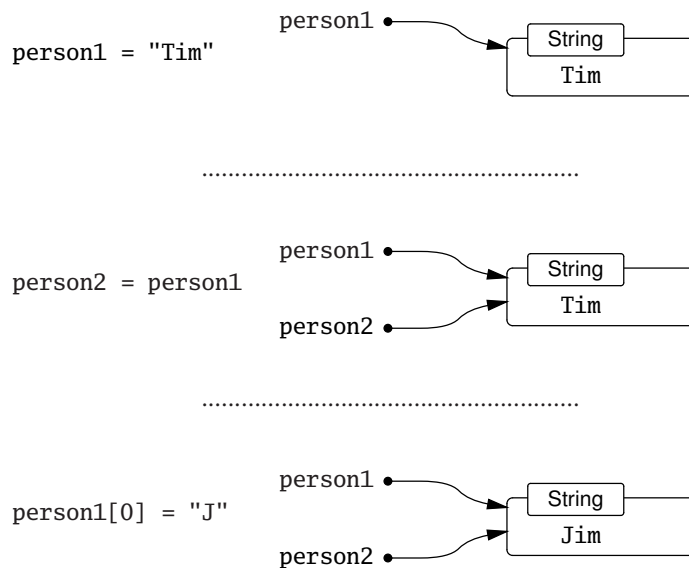 person1
person1 = "Tim"
String
Tim
person1
person2 = person1
String
Tim
person2
person1
person1[0] = "J"
String
Jim
person2